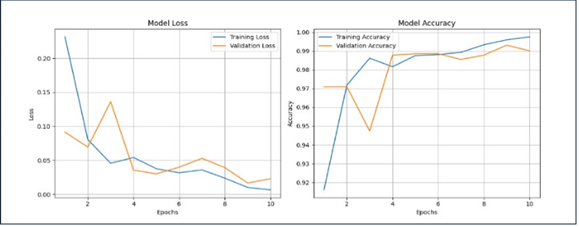 Model Loss
Training Loss
Validation Loss
0.20
0.15
0.10
0.05
0.00
Loss
2
4
6
8
10
Epochs
Model Accuracy
Training Accuracy
Validation Accuracy
1.00
0.99
0.98
0.97
0.96
0.95
0.94
0.93
0.92
Accuracy
2
4
6
8
10
Epochs